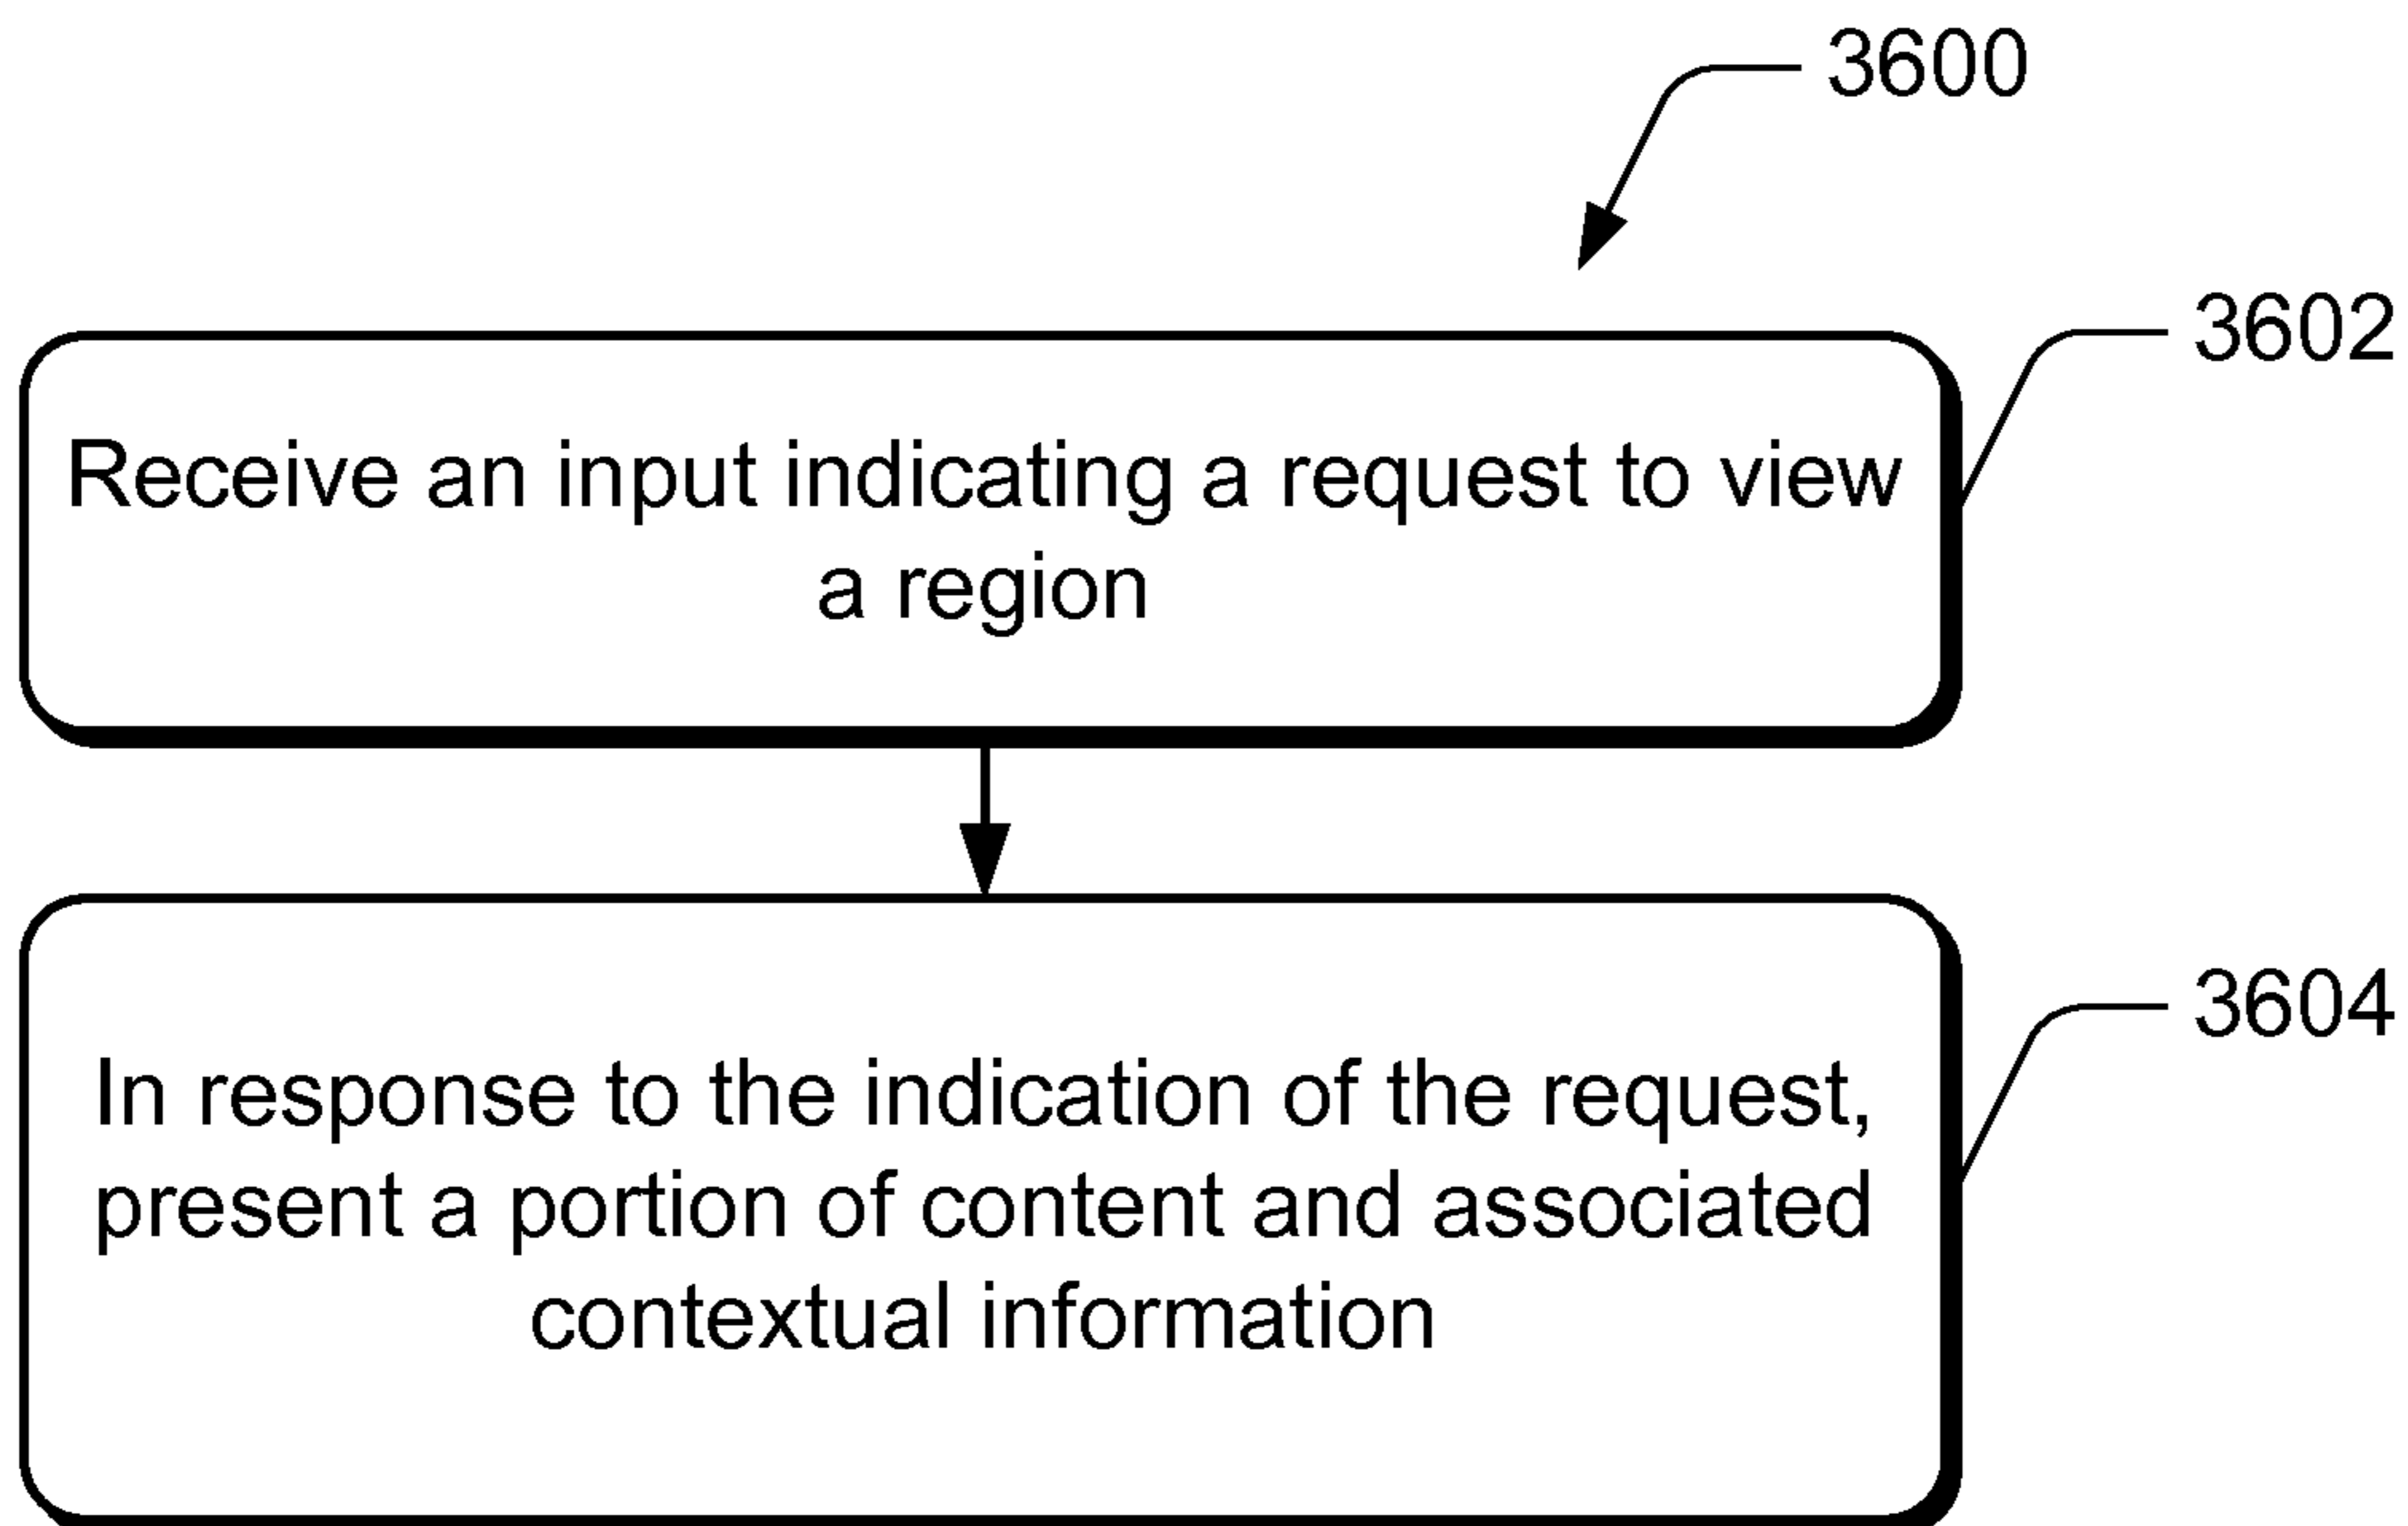 3600
3602
Receive an input indicating a request to view
a region
3604
In response to the indication of the request,
present a portion of content and associated
contextual information